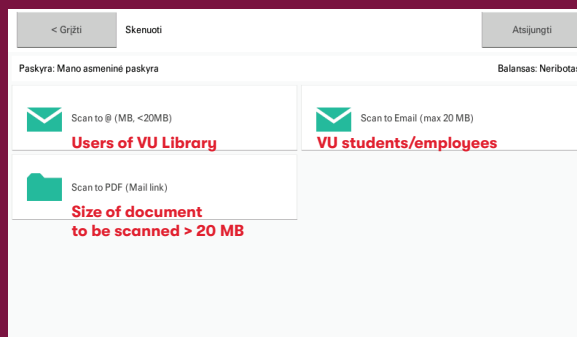 < Grįžti
Skenuoti
Atsijungti
Paskyra: Mano asmeninė paskyra
Balansas: Neribotas
Scan to @ (MB, <20MB)
Users of VU Library
Scan to Email (max 20 MB)
VU students/employees
Scan to PDF (Mail link)
Size of document
to be scanned > 20 MB